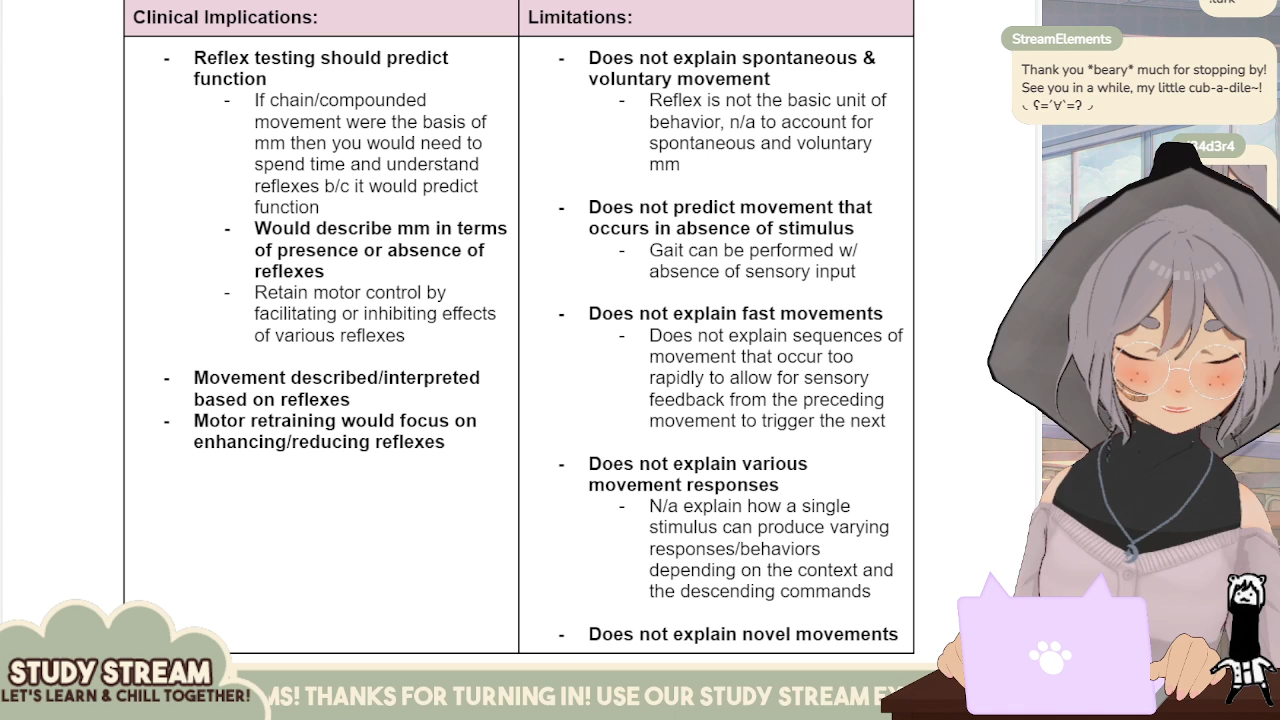 Clinical Implications:
- Reflex testing should predict
function
- If chain/compounded
movement were the basis of
mm then you would need to
spend time and understand
reflexes b/c it would predict
function
- Would describe mm in terms
of presence or absence of
reflexes
- Retain motor control by
facilitating or inhibiting effects
of various reflexes
- Movement described/interpreted
based on reflexes
- Motor retraining would focus on
enhancing/reducing reflexes
Limitations:
- Does not explain spontaneous &
voluntary movement
- Reflex is not the basic unit of
behavior, n/a to account for
spontaneous and voluntary
mm
- Does not predict movement that
occurs in absence of stimulus
- Gait can be performed w/
absence of sensory input
- Does not explain fast movements
- Does not explain sequences of
movement that occur too
rapidly to allow for sensory
feedback from the preceding
movement to trigger the next
- Does not explain various
movement responses
- N/a explain how a single
stimulus can produce varying
responses/behaviors
depending on the context and
the descending commands
- Does not explain novel movements
StreamElements
Thank you *beary* much for stopping by!
See you in a while, my little cub-a-dile~!
34d3r4
STUDY STREAM
LET'S LEARN & CHILL TOGETHER!
MS! THANKS FOR TURNING IN! USE OUR STUDY STREAM